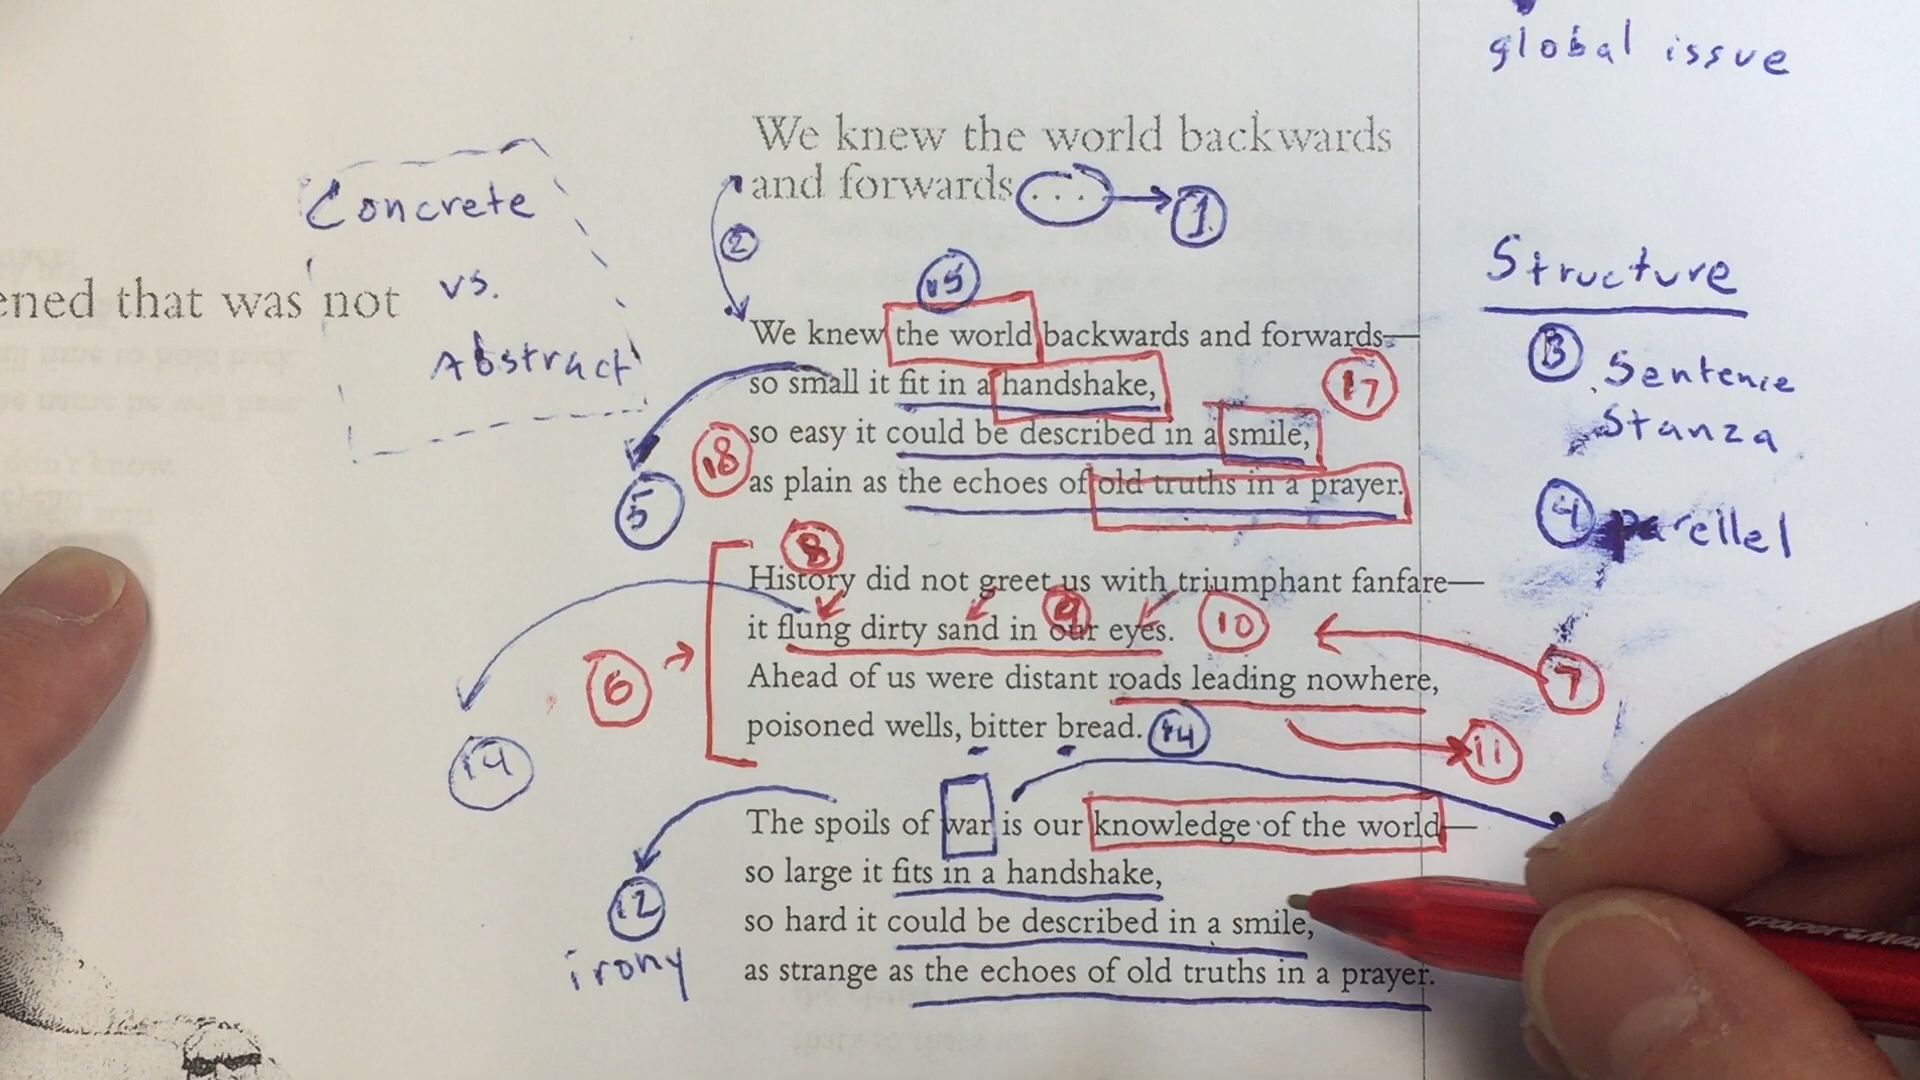 global issue
We knew the world backwards
and forwards... → 1
2
Concrete
vs.
Abstract
ened that was not
Structure
3 Sentence
Stanza
4 parellel
15
We knew the world backwards and forwards—
so small it fit in a handshake,
17
so easy it could be described in a smile,
18
as plain as the echoes of old truths in a prayer.
5
8
History did not greet us with triumphant fanfare—
9
it flung dirty sand in our eyes.
10
6
7
Ahead of us were distant roads leading nowhere,
poisoned wells, bitter bread.
14
11
14
The spoils of war is our knowledge of the world—
so large it fits in a handshake,
12
irony
so hard it could be described in a smile,
as strange as the echoes of old truths in a prayer.